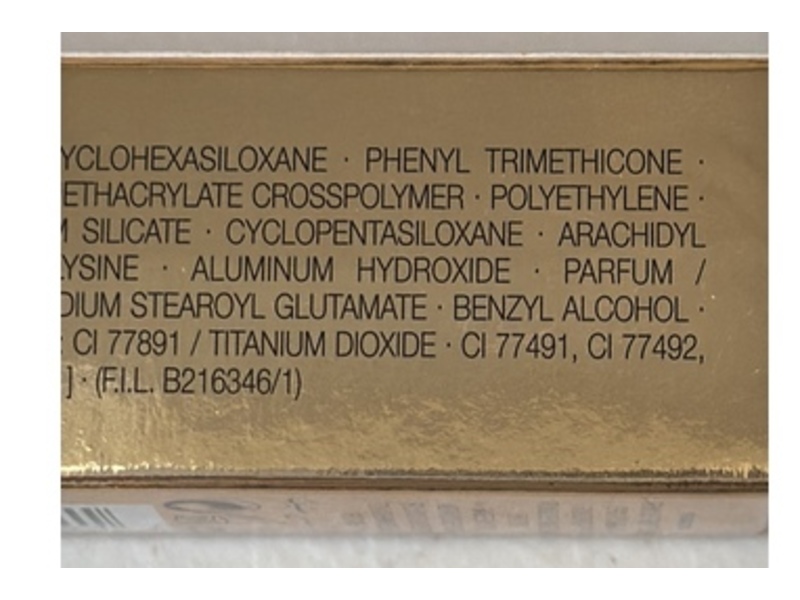 YCLOHEXASILOXANE · PHENYL TRIMETHICONE ·
ETHACRYLATE CROSSPOLYMER · POLYETHYLENE ·
M SILICATE · CYCLOPENTASILOXANE · ARACHIDYL
LYSINE · ALUMINUM HYDROXIDE · PARFUM /
DIUM STEAROYL GLUTAMATE · BENZYL ALCOHOL ·
: CI 77891 / TITANIUM DIOXIDE · CI 77491, CI 77492,
] · (F.I.L. B216346/1)